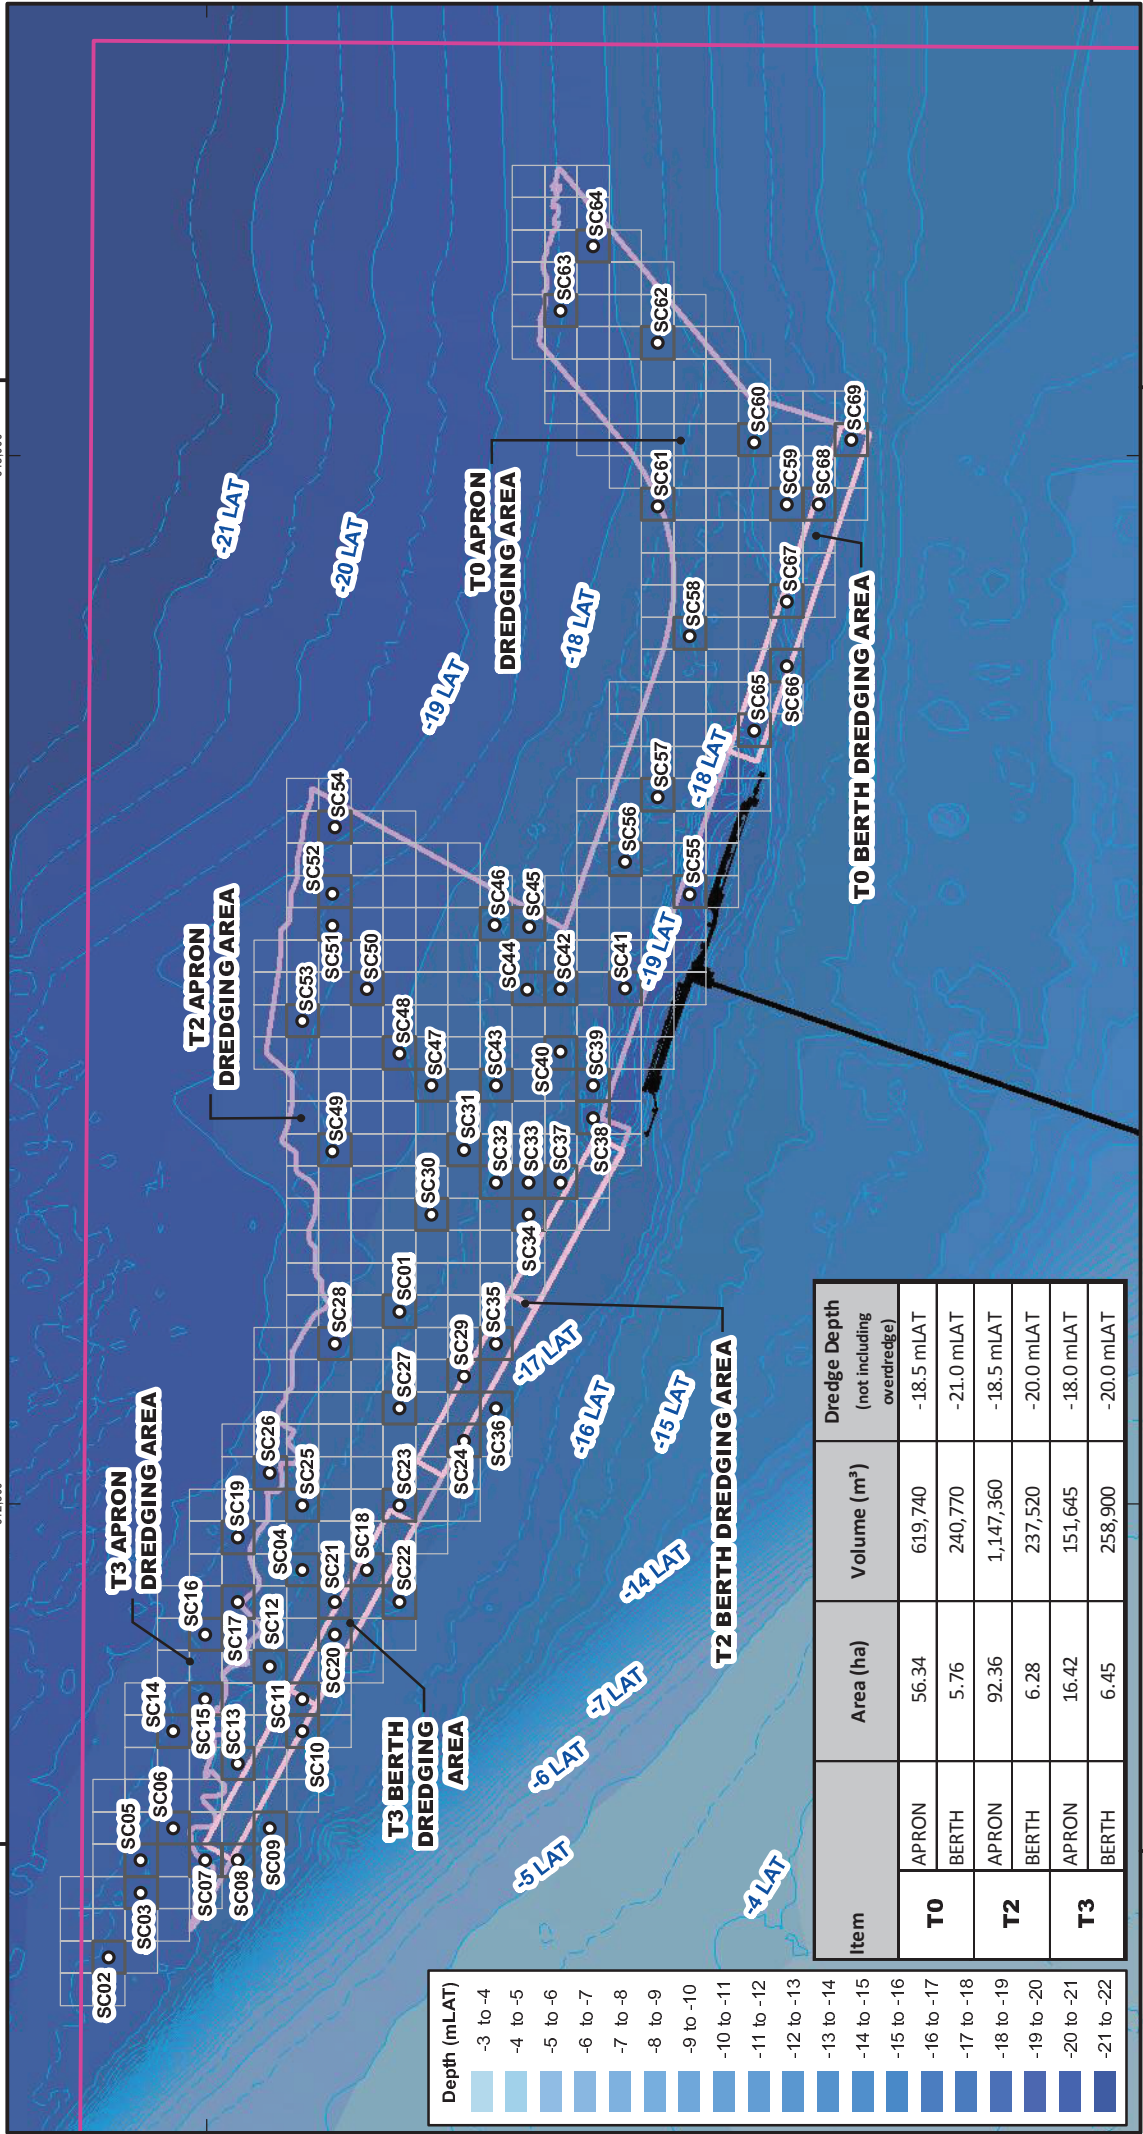 SC02
SC03
SC05
SC06
SC07
SC08
SC09
SC14
SC15
SC13
SC10
SC11
SC16
SC17
SC12
SC20
SC19
SC04
SC21
SC18
SC22
SC26
SC25
SC23
SC24
SC36
SC28
SC01
SC27
SC29
SC35
SC30
SC31
SC32
SC33
SC34
SC37
SC38
SC49
SC48
SC47
SC43
SC40
SC39
SC53
SC51
SC50
SC52
SC54
SC46
SC45
SC44
SC42
SC41
SC56
SC57
SC55
SC58
SC65
SC66
SC67
SC61
SC59
SC68
SC60
SC69
SC62
SC63
SC64
T3 APRON
DREDGING AREA
T2 APRON
DREDGING AREA
T0 APRON
DREDGING AREA
T3 BERTH
DREDGING
AREA
T2 BERTH DREDGING AREA
T0 BERTH DREDGING AREA
-21 LAT
-20 LAT
-19 LAT
-18 LAT
-18 LAT
-19 LAT
-17 LAT
-16 LAT
-15 LAT
-14 LAT
-7 LAT
-6 LAT
-5 LAT
-4 LAT
Depth (mLAT)
-3 to -4
-4 to -5
-5 to -6
-6 to -7
-7 to -8
-8 to -9
-9 to -10
-10 to -11
-11 to -12
-12 to -13
-13 to -14
-14 to -15
-15 to -16
-16 to -17
-17 to -18
-18 to -19
-19 to -20
-20 to -21
-21 to -22
Item Area (ha) Volume (m³) Dredge Depth
(not including
overdredge)
T0 APRON 56.34 619,740 -18.5 mLAT
BERTH 5.76 240,770 -21.0 mLAT
T2 APRON 92.36 1,147,360 -18.5 mLAT
BERTH 6.28 237,520 -20.0 mLAT
T3 APRON 16.42 151,645 -18.0 mLAT
BERTH 6.45 258,900 -20.0 mLAT